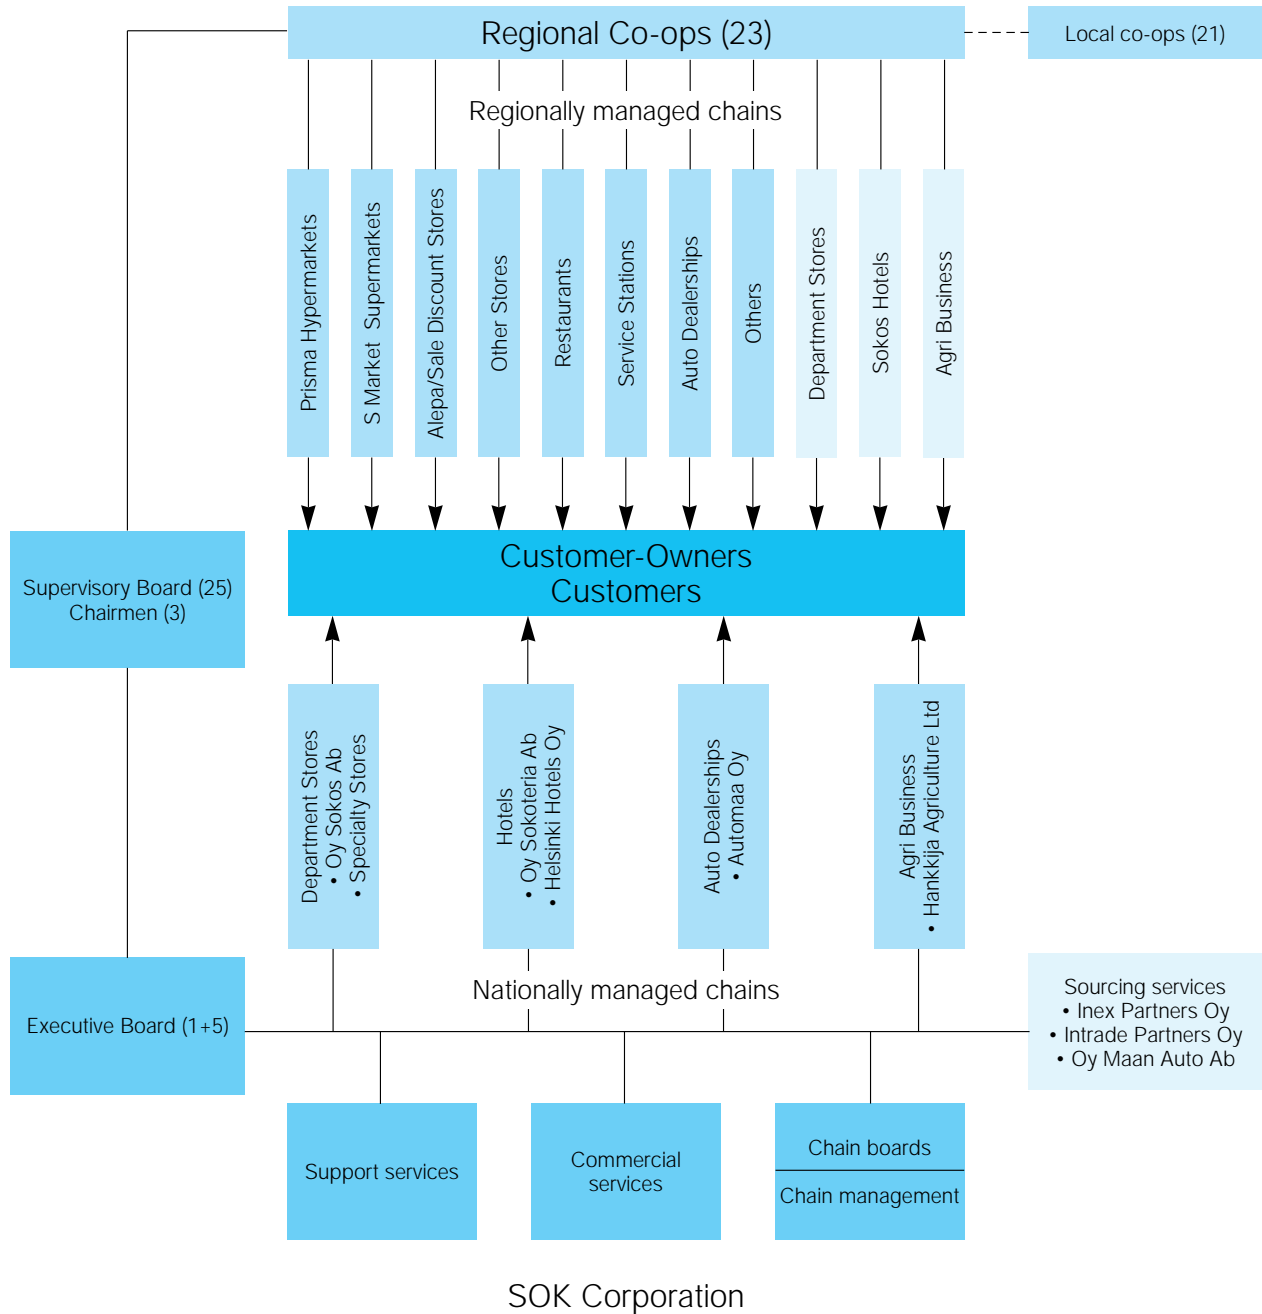 Regional Co-ops (23)
Local co-ops (21)
Regionally managed chains
Prisma Hypermarkets
S Market Supermarkets
Alepa/Sale Discount Stores
Other Stores
Restaurants
Service Stations
Auto Dealerships
Others
Department Stores
Sokos Hotels
Agri Business
Customer-Owners
Customers
Supervisory Board (25)
Chairmen (3)
Department Stores
• Oy Sokos Ab
• Specialty Stores
Hotels
• Oy Sokoteria Ab
• Helsinki Hotels Oy
Auto Dealerships
• Automaa Oy
Agri Business
• Hankkija Agriculture Ltd
Nationally managed chains
Executive Board (1+5)
Sourcing services
• Inex Partners Oy
• Intrade Partners Oy
• Oy Maan Auto Ab
Support services
Commercial
services
Chain boards
Chain management
SOK Corporation